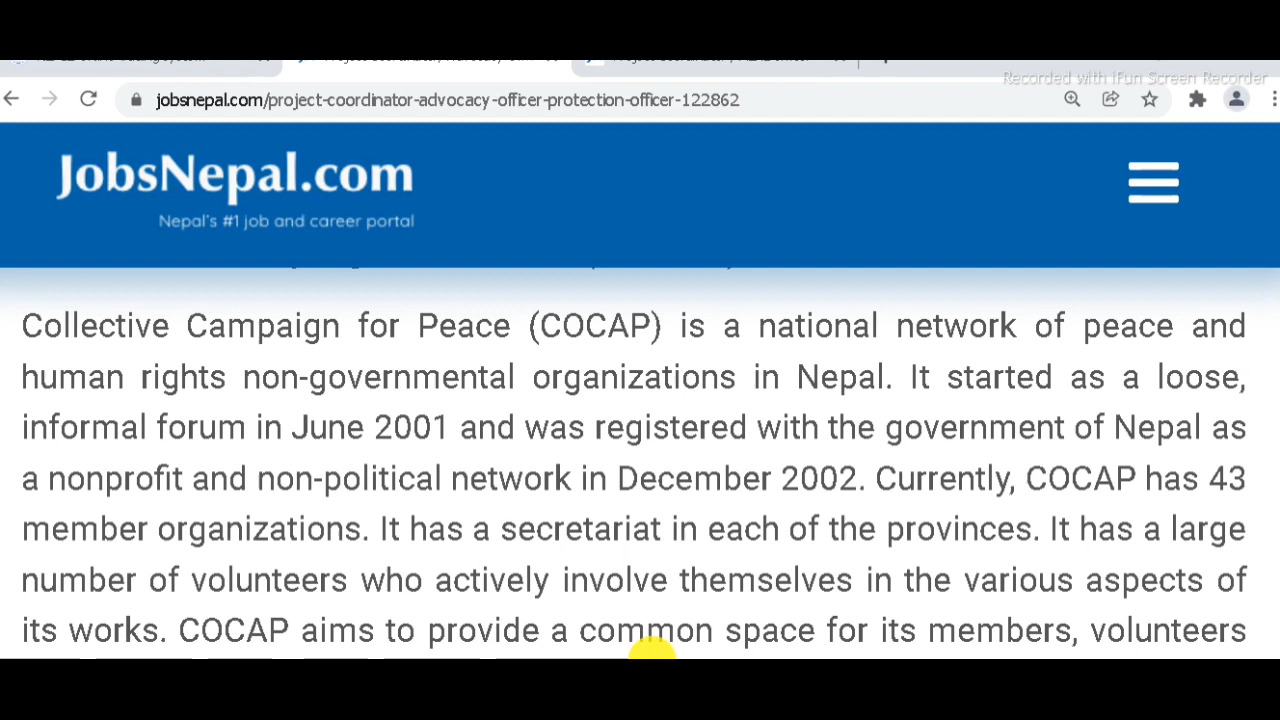 Recorded with iFun Screen Recorder
jobsnepal.com/project-coordinator-advocacy-officer-protection-officer-122862
JobsNepal.com
Nepal's #1 job and career portal
Collective Campaign for Peace (COCAP) is a national network of peace and
human rights non-governmental organizations in Nepal. It started as a loose,
informal forum in June 2001 and was registered with the government of Nepal as
a nonprofit and non-political network in December 2002. Currently, COCAP has 43
member organizations. It has a secretariat in each of the provinces. It has a large
number of volunteers who actively involve themselves in the various aspects of
its works. COCAP aims to provide a common space for its members, volunteers